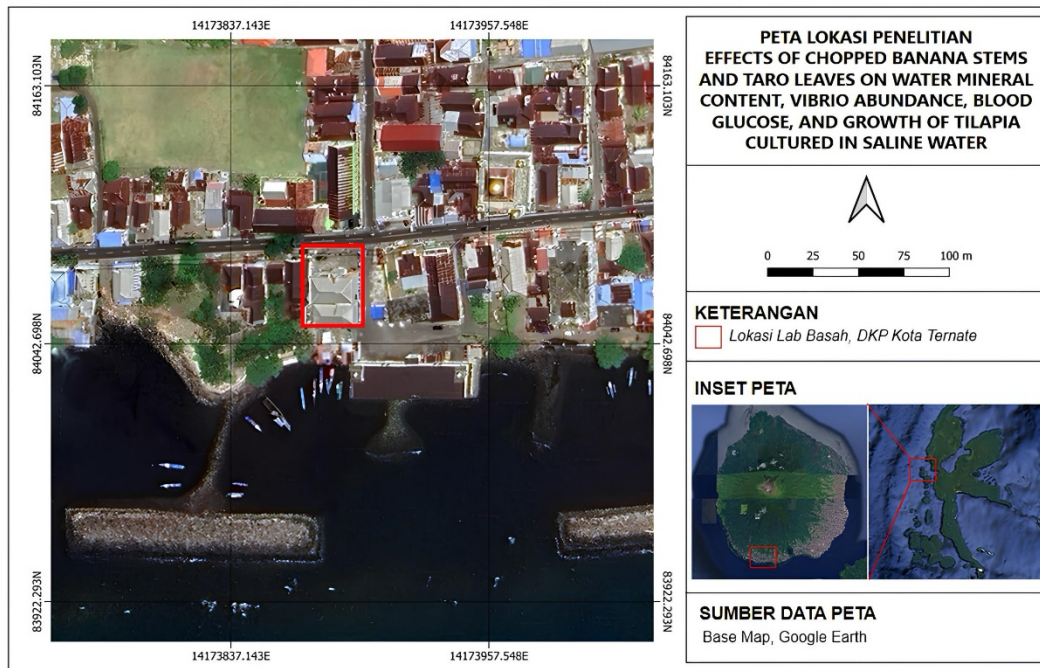 14173837.143E
14173957.548E
84163.103N
84163.103N
84042.698N
84042.698N
83922.293N
83922.293N
14173837.143E
14173957.548E
PETA LOKASI PENELITIAN
EFFECTS OF CHOPPED BANANA STEMS
AND TARO LEAVES ON WATER MINERAL
CONTENT, VIBRIO ABUNDANCE, BLOOD
GLUCOSE, AND GROWTH OF TILAPIA
CULTURED IN SALINE WATER
0 25 50 75 100 m
KETERANGAN
Lokasi Lab Basah, DKP Kota Ternate
INSET PETA
SUMBER DATA PETA
Base Map, Google Earth